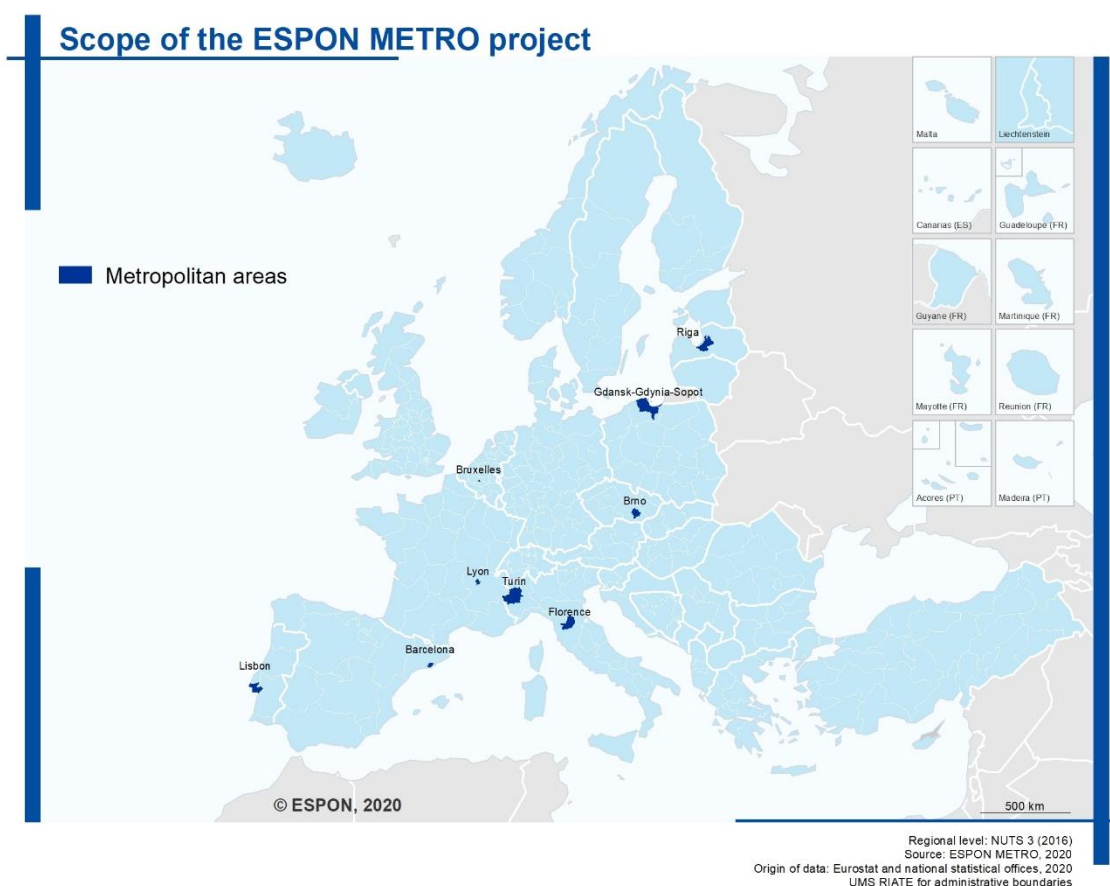 Scope of the ESPON METRO project
Malta
Liechtenstein
Canarias (ES)
Guadeloupe (FR)
Metropolitan areas
Guyane (FR)
Martinique (FR)
Riga
Mayotte (FR)
Reunion (FR)
Gdansk-Gdynia-Sopot
Bruxelles
Acores (PT)
Madeira (PT)
Brno
Lyon
Turin
Florence
Barcelona
Lisbon
© ESPON, 2020
500 km
Regional level: NUTS 3 (2016)
Source: ESPON METRO, 2020
Origin of data: Eurostat and national statistical offices, 2020
UMS RIATE for administrative boundaries